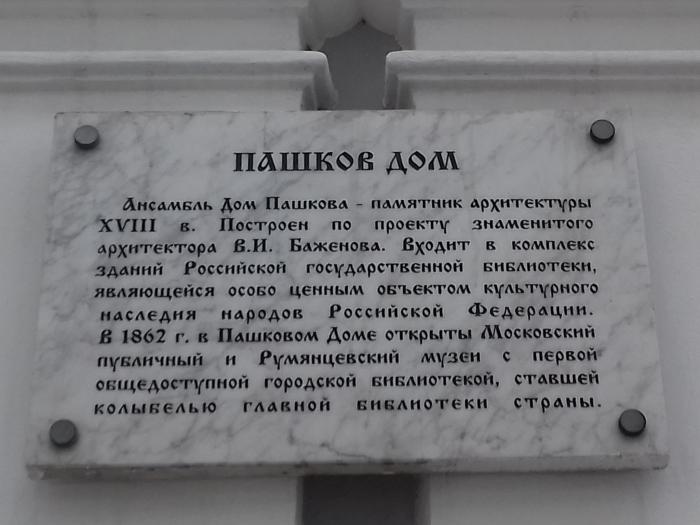 ПАШКОВ ДОМ
Ансамбль Дом Пашкова - памятник архитектуры
XVIII в. Построен по проекту знаменитого
архитектора В.И. Баженова. Входит в комплекс
зданий Российской государственной библиотеки,
являющейся особо ценным объектом культурного
наследия народов Российской Федерации.
В 1862 г. в Пашковом Доме открыты Московский
публичный и Румянцевский музеи с первой
общедоступной городской библиотекой, ставшей
колыбелью главной библиотеки страны.